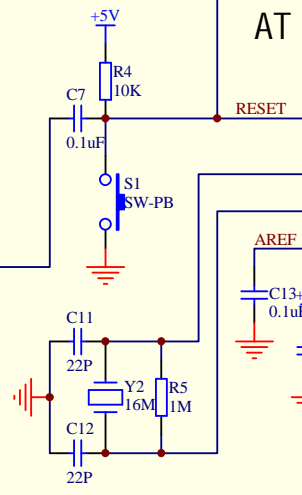 +5V
AT
R4
10K
C7
0.1uF
RESET
S1
SW-PB
AREF
C13
0.1uF
C11
22P
Y2
16M
R5
1M
C12
22P